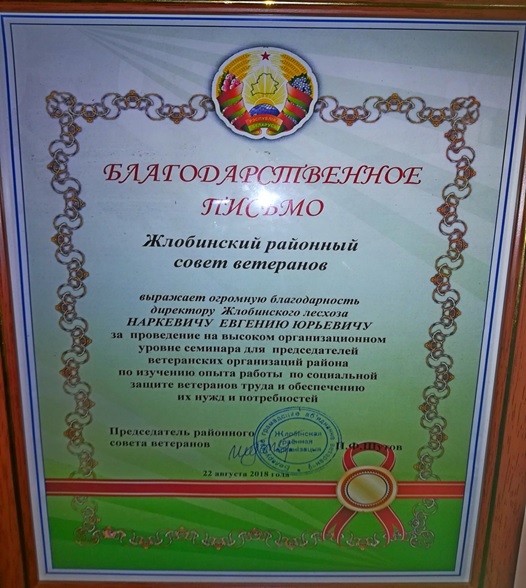 БЛАГОДАРСТВЕННОЕ
ПИСЬМО
Жлобинский районный
совет ветеранов
выражает огромную благодарность
директору Жлобинского лесхоза
НАРКЕВИЧУ ЕВГЕНИЮ ЮРЬЕВИЧУ
за проведение на высоком организационном
уровне семинара для председателей
ветеранских организаций района
по изучению опыта работы по социальной
защите ветеранов труда и обеспечению
их нужд и потребностей
Председатель районного
совета ветеранов
Жлобінская
раённая
22 августа 2018 года